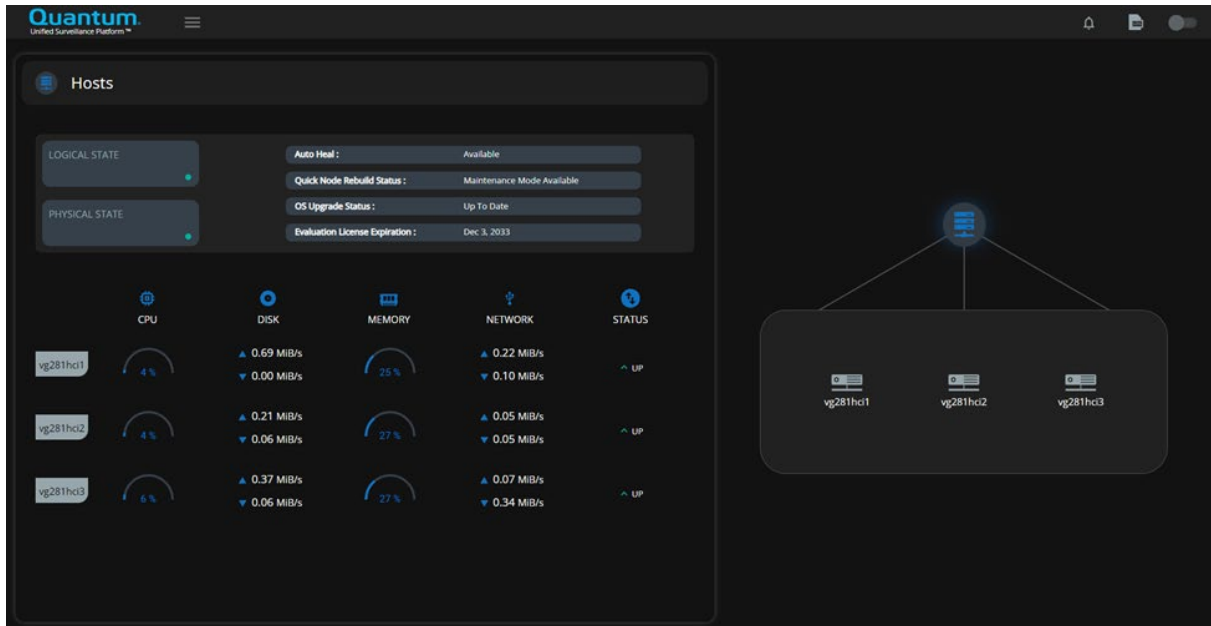 Quantum.
Unified Surveillance Platform ™
Hosts
LOGICAL STATE
PHYSICAL STATE
Auto Heal : Available
Quick Node Rebuild Status : Maintenance Mode Available
OS Upgrade Status : Up To Date
Evaluation License Expiration : Dec 3, 2033
CPU DISK MEMORY NETWORK STATUS
vg281hci1 4 % 0.69 MiB/s 25 % 0.22 MiB/s UP
0.00 MiB/s 0.10 MiB/s
vg281hci2 4 % 0.21 MiB/s 27 % 0.05 MiB/s UP
0.06 MiB/s 0.05 MiB/s
vg281hci3 6 % 0.37 MiB/s 27 % 0.07 MiB/s UP
0.06 MiB/s 0.34 MiB/s
vg281hci1 vg281hci2 vg281hci3